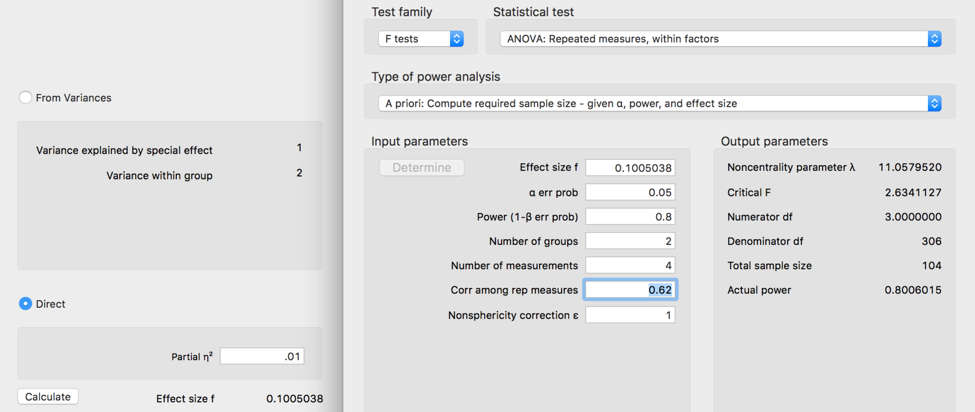 From Variances
Variance explained by special effect 1
Variance within group 2
Direct
Partial η² .01
Calculate Effect size f 0.1005038
Test family Statistical test
F tests ANOVA: Repeated measures, within factors
Type of power analysis
A priori: Compute required sample size - given α, power, and effect size
Input parameters Output parameters
Determine Effect size f 0.1005038 Noncentrality parameter λ 11.0579520
α err prob 0.05 Critical F 2.6341127
Power (1-β err prob) 0.8 Numerator df 3.0000000
Number of groups 2 Denominator df 306
Number of measurements 4 Total sample size 104
Corr among rep measures 0.62 Actual power 0.8006015
Nonsphericity correction ε 1